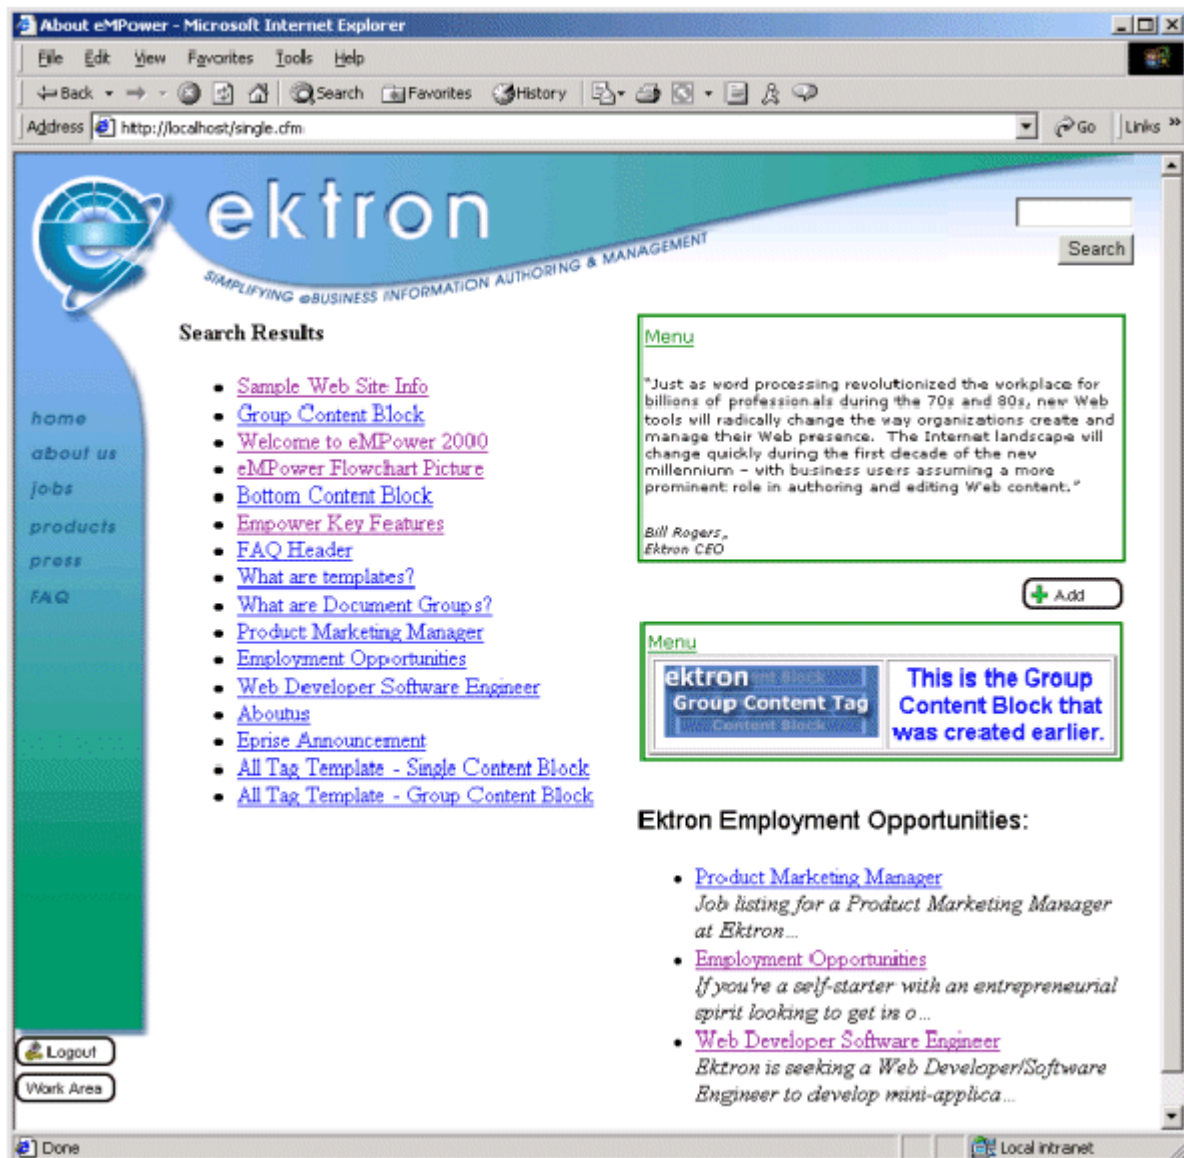 About eMPower - Microsoft Internet Explorer
File Edit View Favorites Tools Help
Back Search Favorites History
Address http://localhost/single.cfm Go Links »
ektron
SIMPLIFYING eBUSINESS INFORMATION AUTHORING & MANAGEMENT
Search
home
about us
jobs
products
press
FAQ
Logout
Work Area
Search Results
Sample Web Site Info
Group Content Block
Welcome to eMPower 2000
eMPower Flowchart Picture
Bottom Content Block
Empower Key Features
FAQ Header
What are templates?
What are Document Groups?
Product Marketing Manager
Employment Opportunities
Web Developer Software Engineer
Aboutus
Eprise Announcement
All Tag Template - Single Content Block
All Tag Template - Group Content Block
Menu
"Just as word processing revolutionized the workplace for
billions of professionals during the 70s and 80s, new Web
tools will radically change the way organizations create and
manage their Web presence. The Internet landscape will
change quickly during the first decade of the new
millennium - with business users assuming a more
prominent role in authoring and editing Web content."
Bill Rogers,
Ektron CEO
Add
Menu
ektron
Group Content Tag
Content Block
This is the Group
Content Block that
was created earlier.
Ektron Employment Opportunities:
Product Marketing Manager
Job listing for a Product Marketing Manager
at Ektron...
Employment Opportunities
If you're a self-starter with an entrepreneurial
spirit looking to get in o...
Web Developer Software Engineer
Ektron is seeking a Web Developer/Software
Engineer to develop mini-applica...
Done
Local intranet